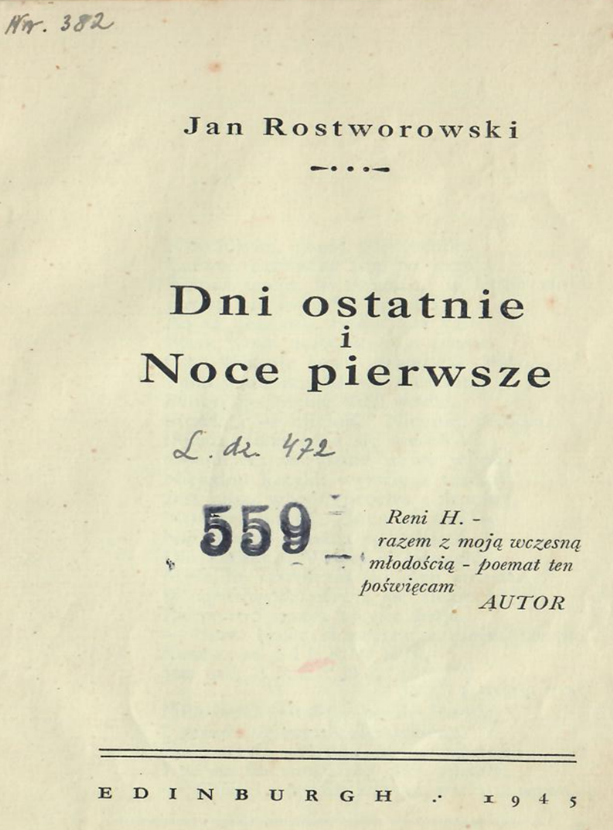 Nr. 382
Jan Rostworowski
Dni ostatnie
i
Noce pierwsze
L. dz. 472
559
Reni H. -
razem z moją wczesną
młodością - poemat ten
poświęcam
AUTOR
EDINBURGH .· 1945